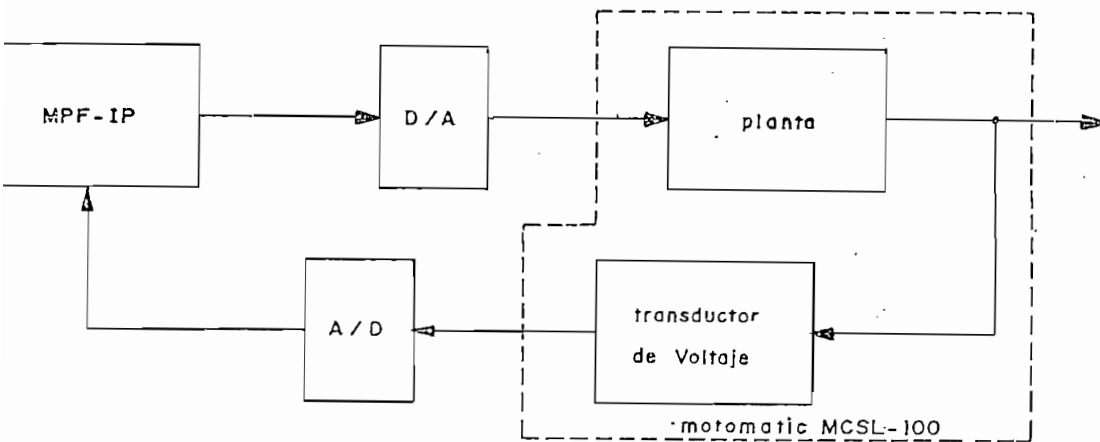 MPF-IP
D/A
planta
A/D
transductor
de Voltaje
motomatic MCSL-100